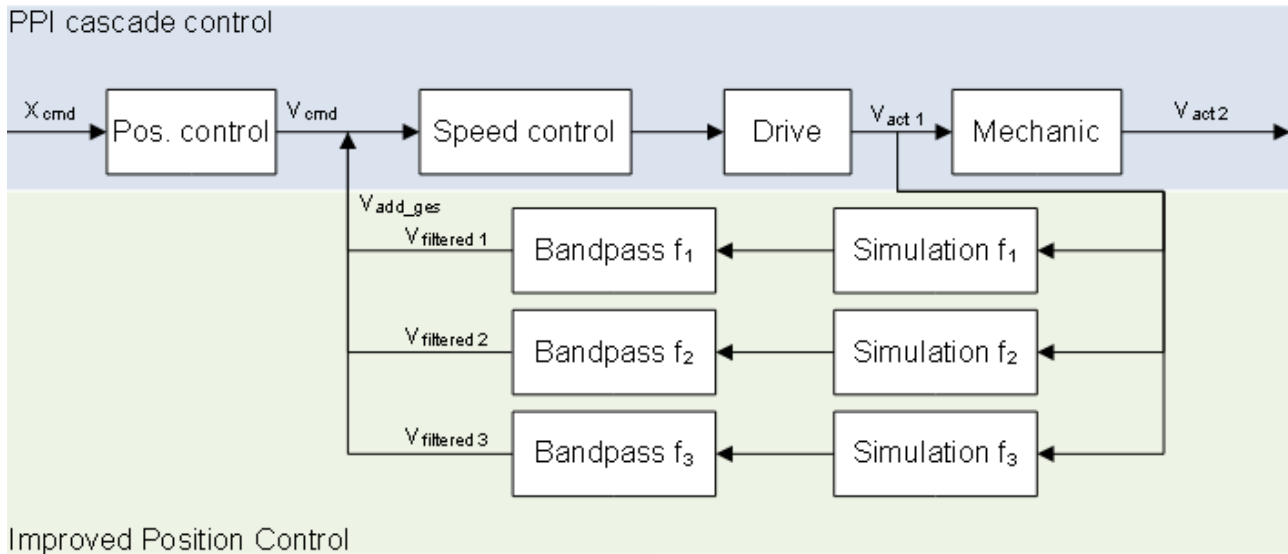 PPI cascade control
X cmd
Pos. control
V cmd
Speed control
Drive
V act 1
Mechanic
V act 2
V add_ges
V filtered 1
Bandpass f₁
Simulation f₁
V filtered 2
Bandpass f₂
Simulation f₂
V filtered 3
Bandpass f₃
Simulation f₃
Improved Position Control